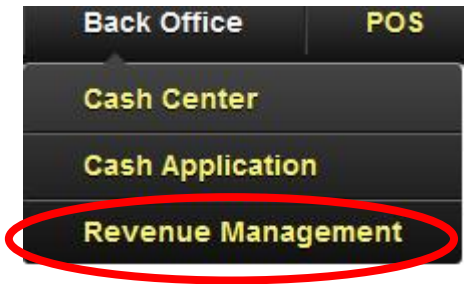 Back Office POS
Cash Center
Cash Application
Revenue Management